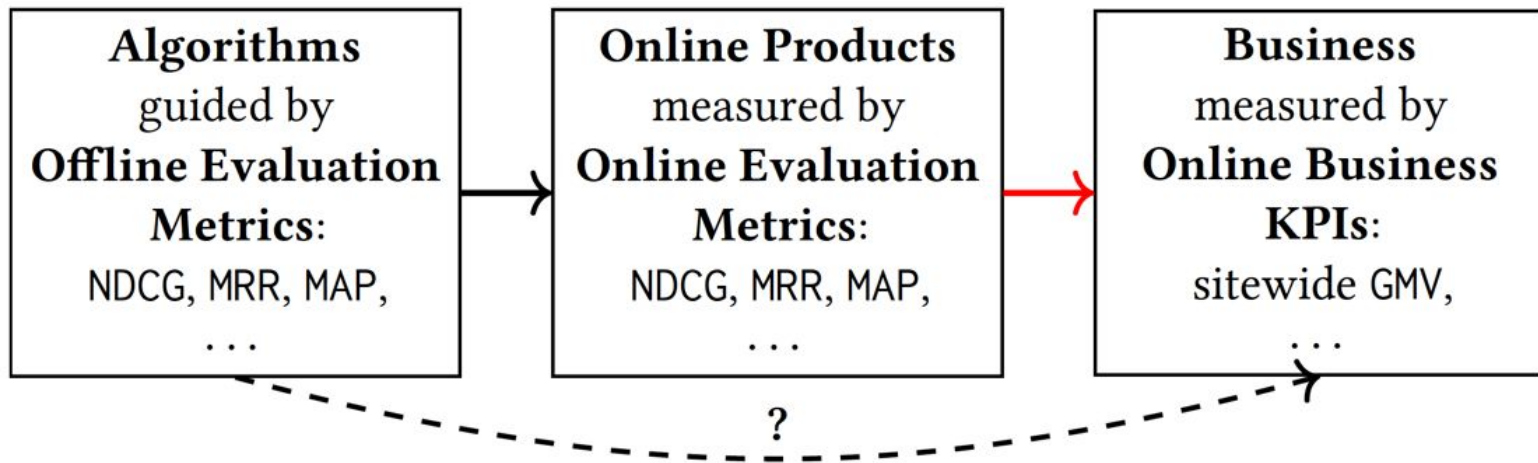 Algorithms
guided by
Offline Evaluation
Metrics:
NDCG, MRR, MAP,
...
Online Products
measured by
Online Evaluation
Metrics:
NDCG, MRR, MAP,
...
Business
measured by
Online Business
KPIs:
sitewide GMV,
...
?